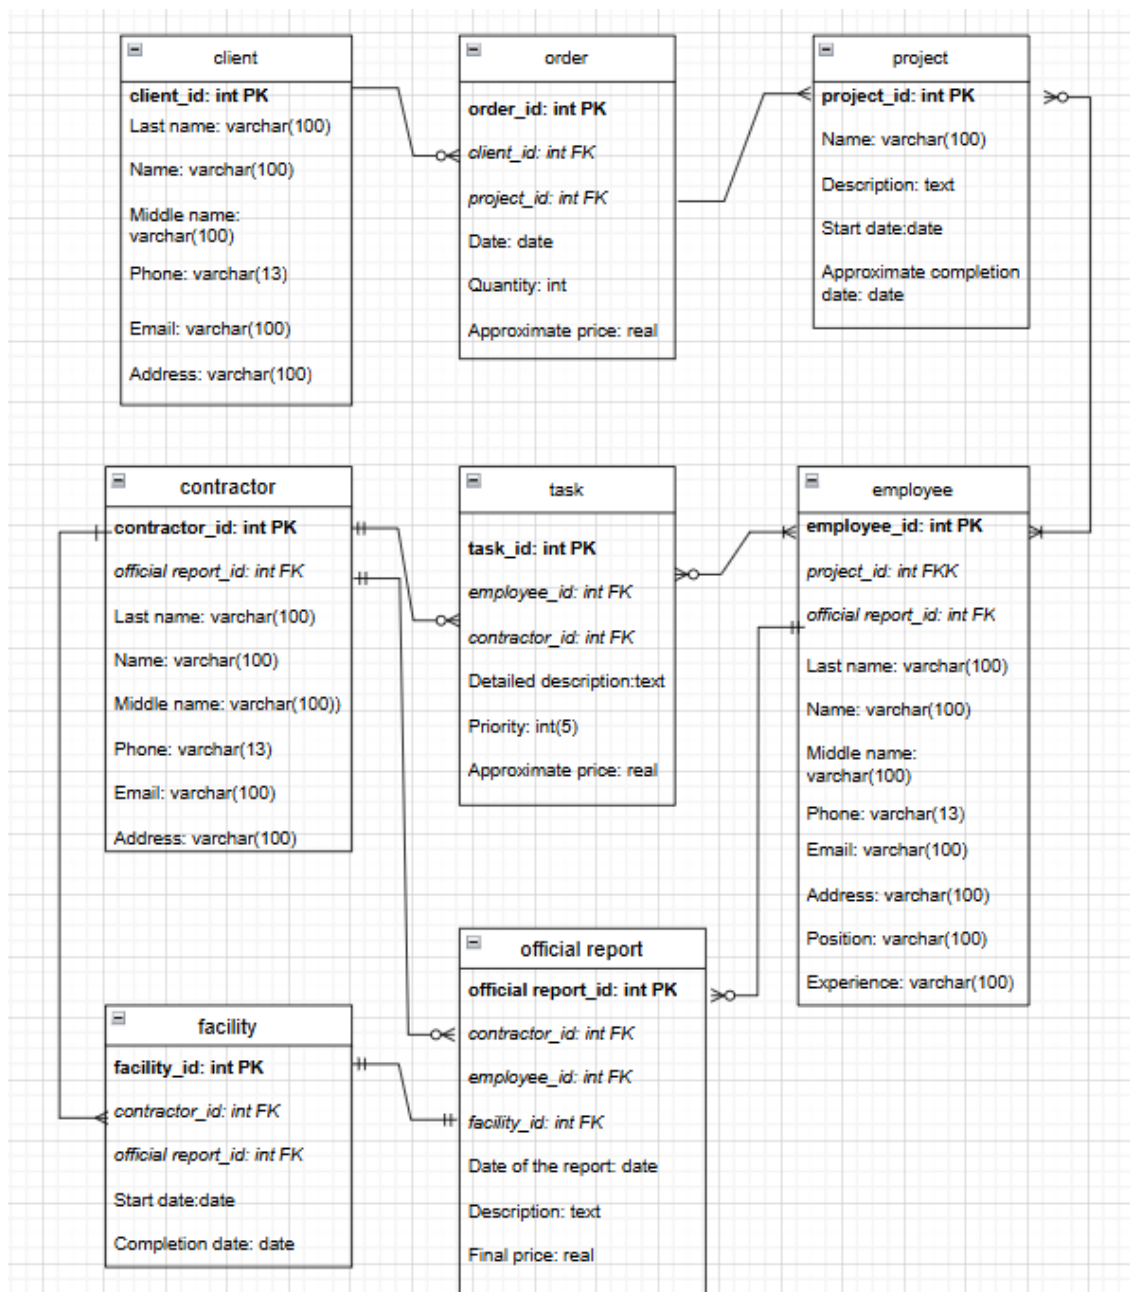 client
client_id: int PK
Last name: varchar(100)
Name: varchar(100)
Middle name:
varchar(100)
Phone: varchar(13)
Email: varchar(100)
Address: varchar(100)
order
order_id: int PK
client_id: int FK
project_id: int FK
Date: date
Quantity: int
Approximate price: real
project
project_id: int PK
Name: varchar(100)
Description: text
Start date:date
Approximate completion
date: date
contractor
contractor_id: int PK
official report_id: int FK
Last name: varchar(100)
Name: varchar(100)
Middle name: varchar(100))
Phone: varchar(13)
Email: varchar(100)
Address: varchar(100)
task
task_id: int PK
employee_id: int FK
contractor_id: int FK
Detailed description:text
Priority: int(5)
Approximate price: real
employee
employee_id: int PK
project_id: int FKK
official report_id: int FK
Last name: varchar(100)
Name: varchar(100)
Middle name:
varchar(100)
Phone: varchar(13)
Email: varchar(100)
Address: varchar(100)
Position: varchar(100)
Experience: varchar(100)
facility
facility_id: int PK
contractor_id: int FK
official report_id: int FK
Start date:date
Completion date: date
official report
official report_id: int PK
contractor_id: int FK
employee_id: int FK
facility_id: int FK
Date of the report: date
Description: text
Final price: real